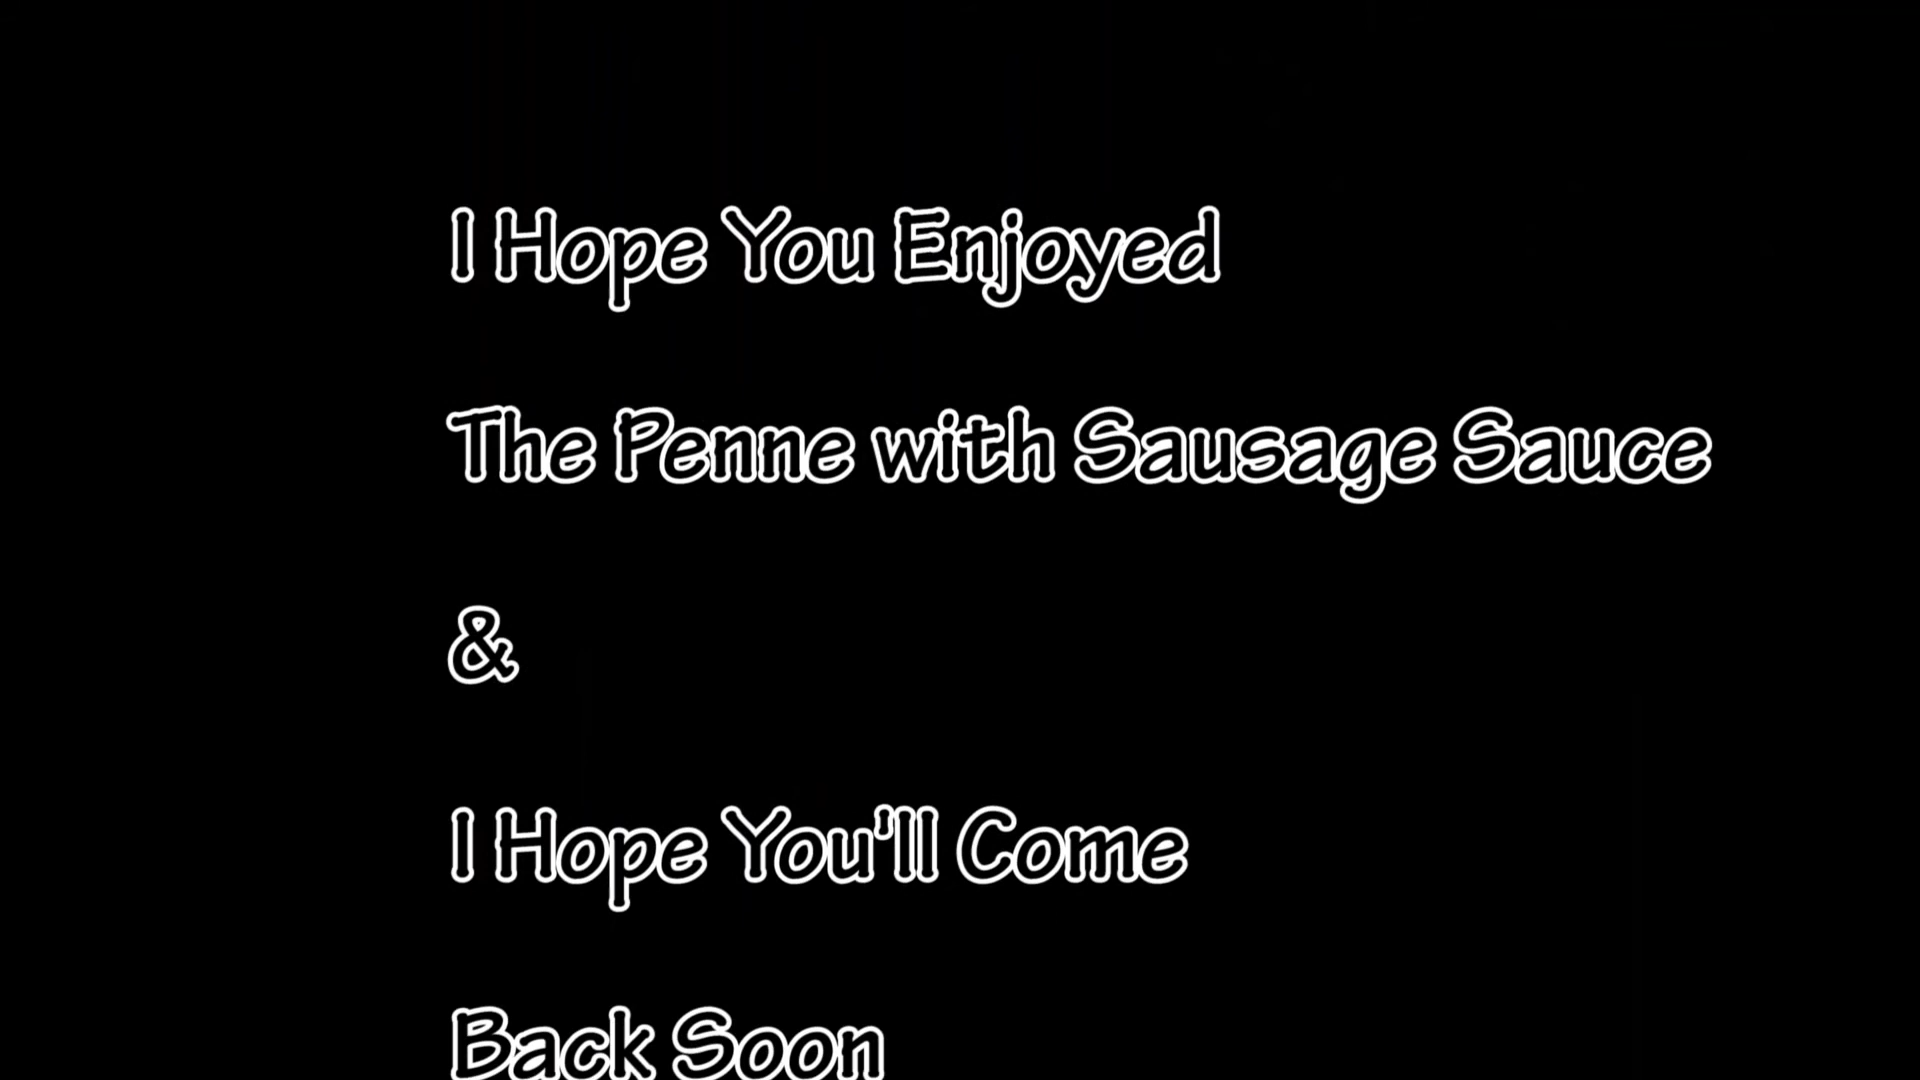 I Hope You Enjoyed
The Penne with Sausage Sauce
&
I Hope You'll Come
Back Soon